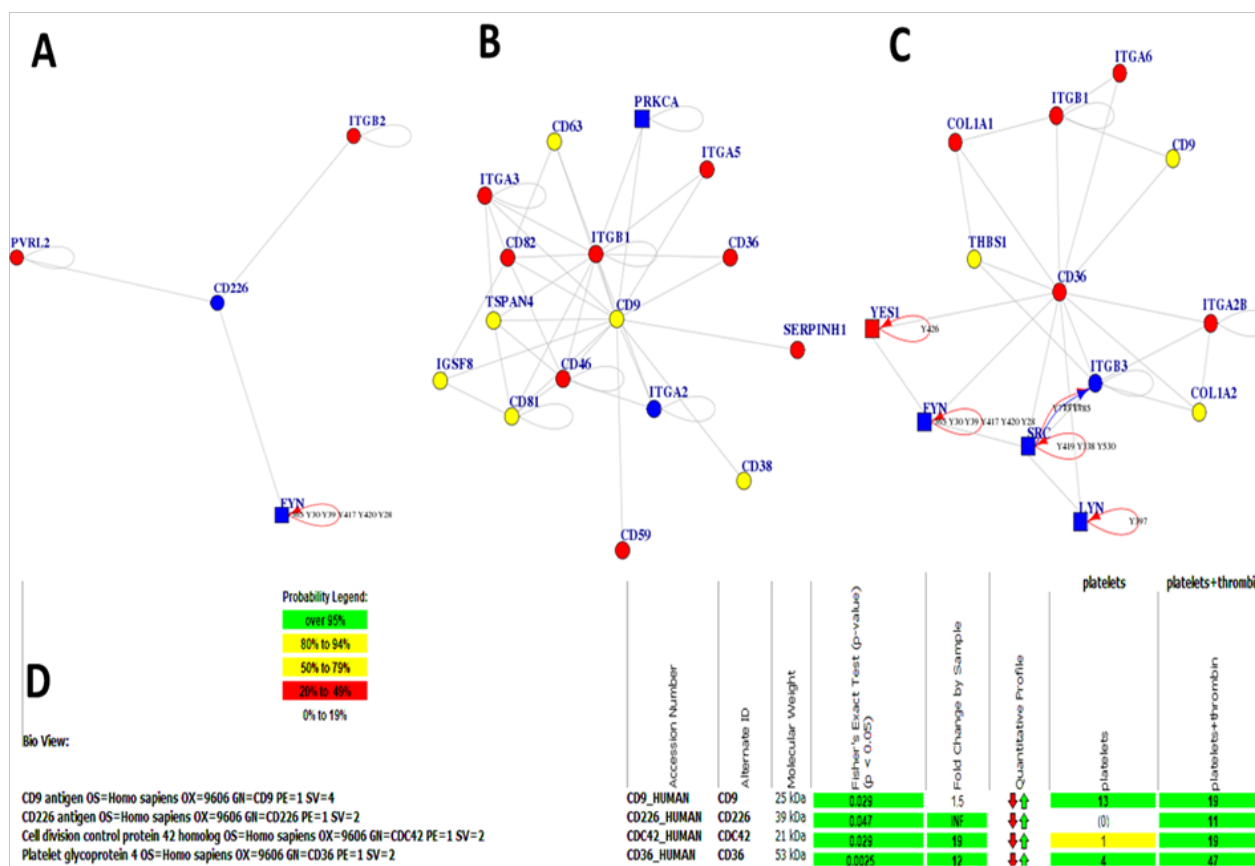 A
B
C
ITGB2
PVRL2
CD226
FYN
Y30 Y39 Y417 Y420 Y28
PRKCA
CD63
ITGA5
ITGA3
ITGB1
CD82
CD36
TSPAN4
CD9
SERPINH1
IGSF8
CD46
ITGA2
CD81
CD38
CD59
ITGA6
ITGB1
COL1A1
CD9
THBS1
CD36
YES1
Y426
ITGA2B
ITGB3
COL1A2
FYN
Y30 Y39 Y417 Y420 Y28
SRC
Y419 Y338 Y530
LYN
Y397
D
Probability Legend:
over 95%
80% to 94%
50% to 79%
20% to 49%
0% to 19%
Bio View:
Accession Number
Alternate ID
Molecular Weight
Fisher's Exact Test (p-value)
(p < 0.05)
Fold Change by Sample
Quantitative Profile
platelets platelets+thrombi
platelets
platelets+thrombin
CD9 antigen OS=Homo sapiens OX=9606 GN=CD9 PE=1 SV=4 CD9_HUMAN CD9 25 kDa 0.029 1.5 13 19
CD226 antigen OS=Homo sapiens OX=9606 GN=CD226 PE=1 SV=2 CD226_HUMAN CD226 39 kDa 0.047 INF (0) 11
Cell division control protein 42 homolog OS=Homo sapiens OX=9606 GN=CDC42 PE=1 SV=2 CDC42_HUMAN CDC42 21 kDa 0.029 19 1 19
Platelet glycoprotein 4 OS=Homo sapiens OX=9606 GN=CD36 PE=1 SV=2 CD36_HUMAN CD36 53 kDa 0.0025 12 4 47